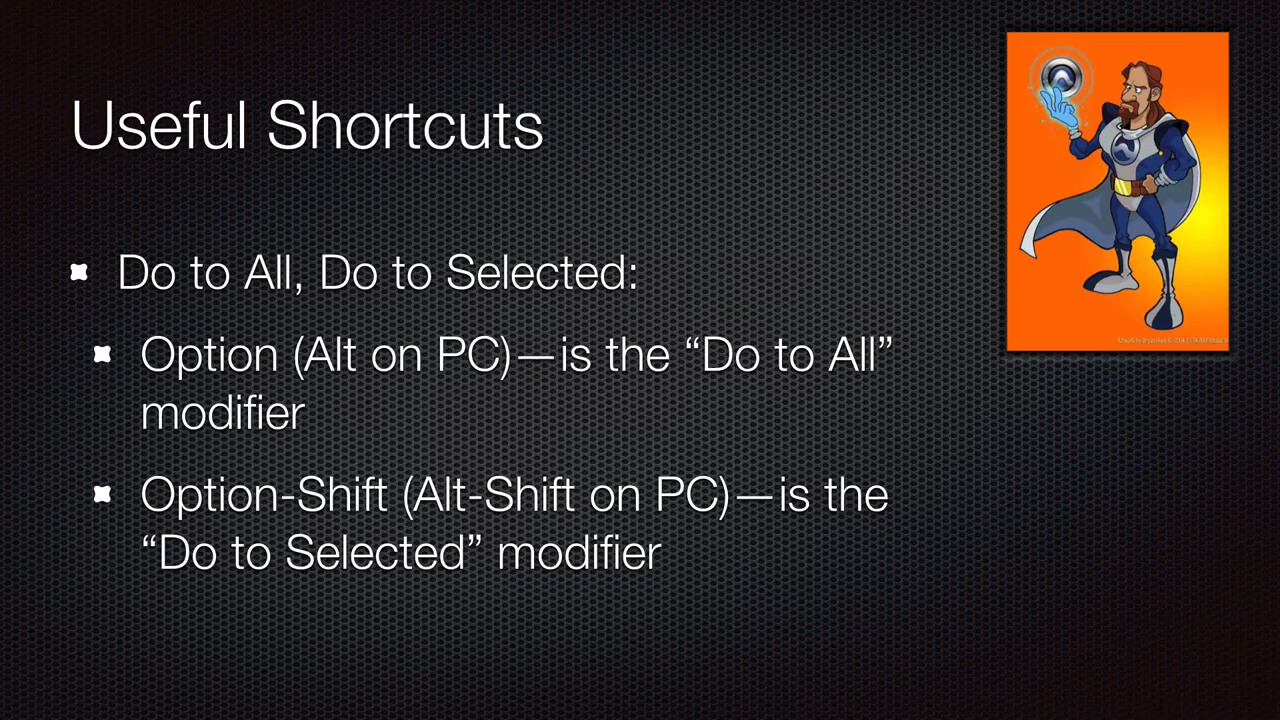 Useful Shortcuts
Do to All, Do to Selected:
Option (Alt on PC)—is the “Do to All”
modifier
Option-Shift (Alt-Shift on PC)—is the
“Do to Selected” modifier